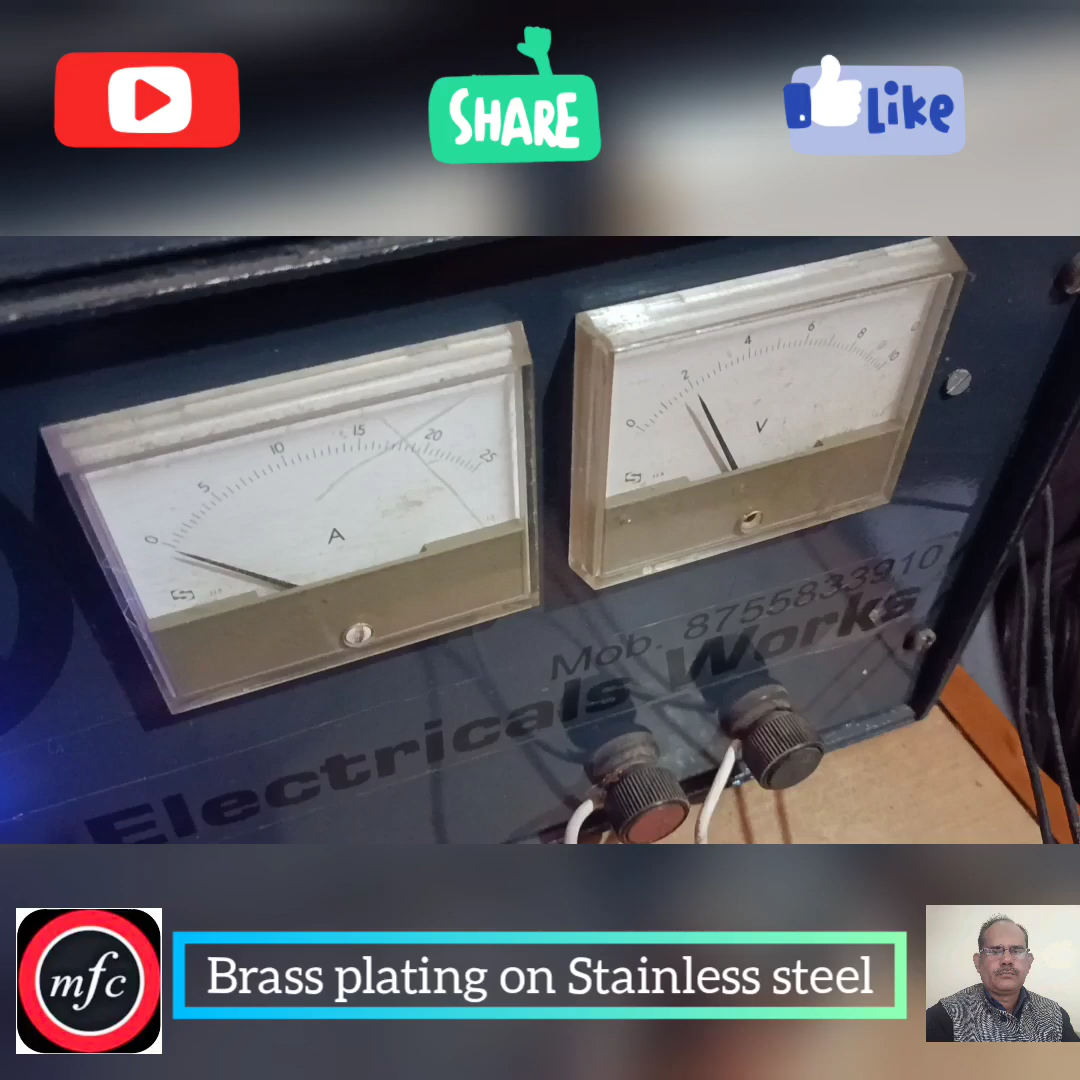 SHARE
Like
0 5 10 15 20 25
A
0 2 4 6 8 10
V
Mob. 8755833910
Electricals Works
mfc
Brass plating on Stainless steel